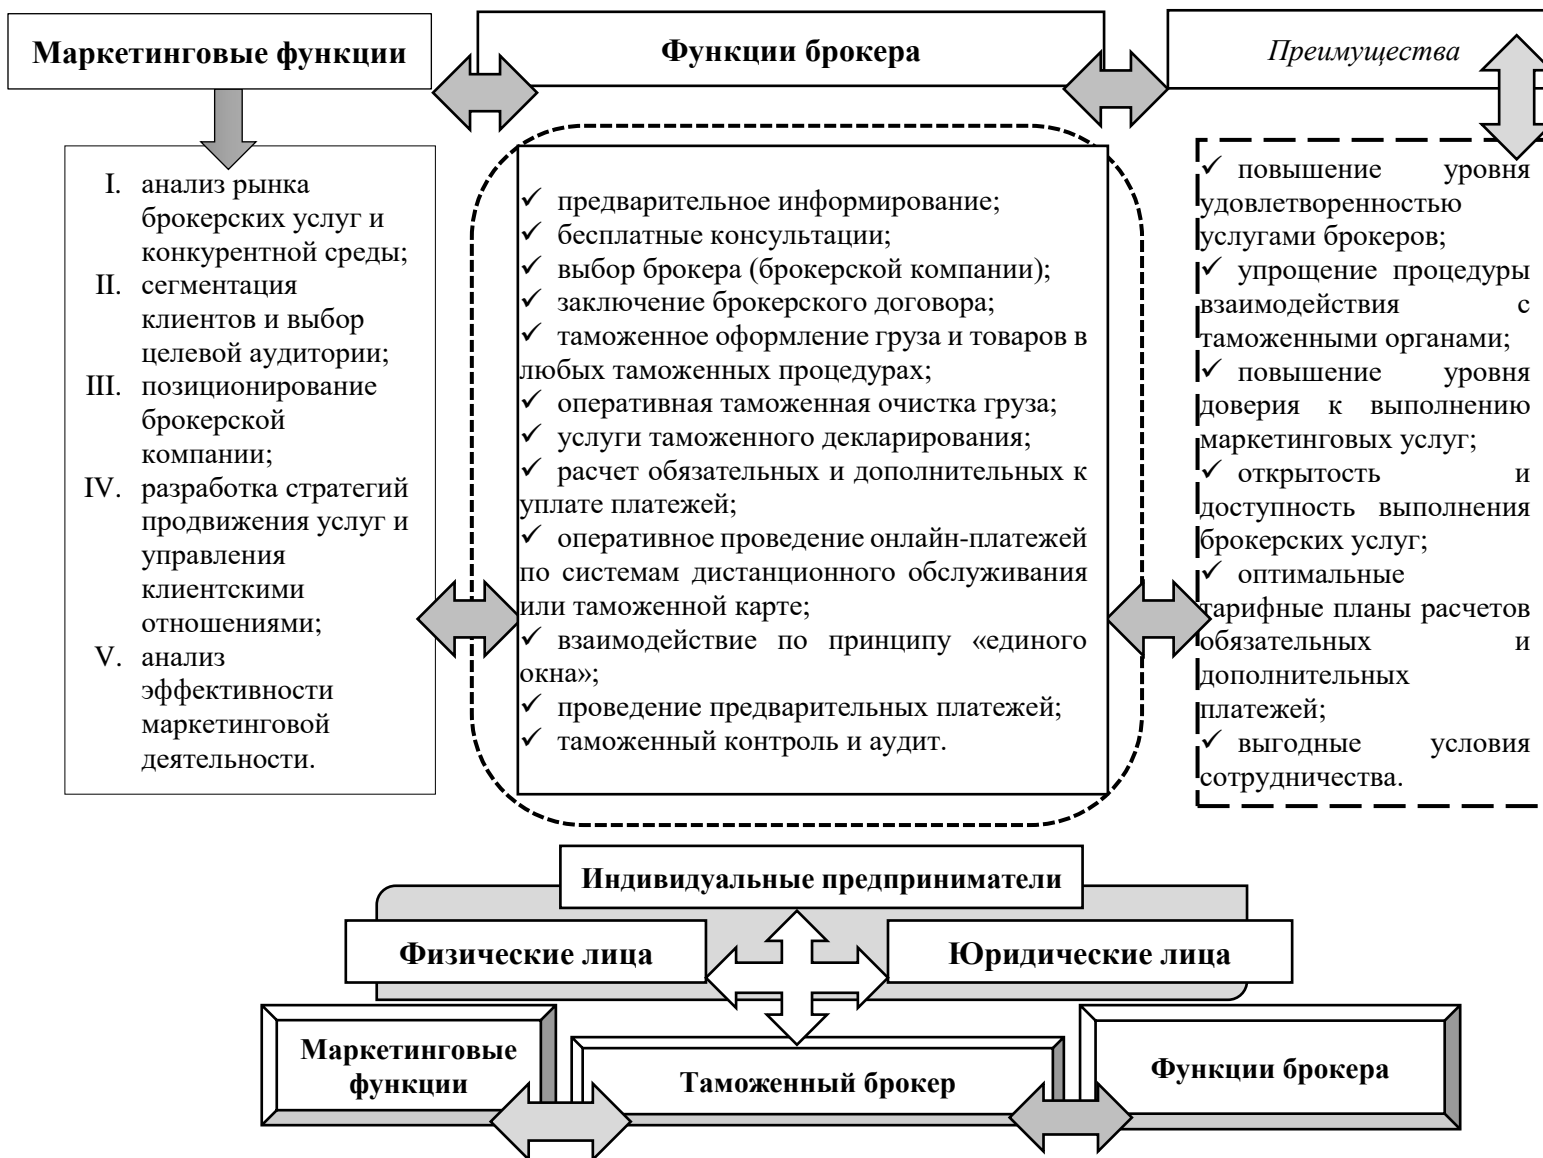 Маркетинговые функции
Функции брокера
Преимущества
I. анализ рынка
брокерских услуг и
конкурентной среды;
II. сегментация
клиентов и выбор
целевой аудитории;
III. позиционирование
брокерской
компании;
IV. разработка стратегий
продвижения услуг и
управления
клиентскими
отношениями;
V. анализ
эффективности
маркетинговой
деятельности.
✓ предварительное информирование;
✓ бесплатные консультации;
✓ выбор брокера (брокерской компании);
✓ заключение брокерского договора;
✓ таможенное оформление груза и товаров в
любых таможенных процедурах;
✓ оперативная таможенная очистка груза;
✓ услуги таможенного декларирования;
✓ расчет обязательных и дополнительных к
уплате платежей;
✓ оперативное проведение онлайн-платежей
по системам дистанционного обслуживания
или таможенной карте;
✓ взаимодействие по принципу «единого
окна»;
✓ проведение предварительных платежей;
✓ таможенный контроль и аудит.
✓ повышение уровня
удовлетворенностью
услугами брокеров;
✓ упрощение процедуры
взаимодействия с
таможенными органами;
✓ повышение уровня
доверия к выполнению
маркетинговых услуг;
✓ открытость и
доступность выполнения
брокерских услуг;
✓ оптимальные
тарифные планы расчетов
обязательных и
дополнительных
платежей;
✓ выгодные условия
сотрудничества.
Индивидуальные предприниматели
Физические лица
Юридические лица
Маркетинговые
функции
Таможенный брокер
Функции брокера